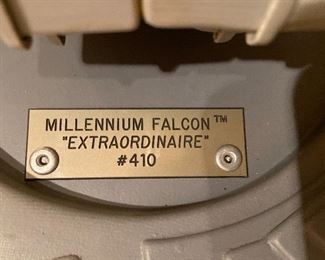 MILLENNIUM FALCON™
"EXTRAORDINAIRE"
#410